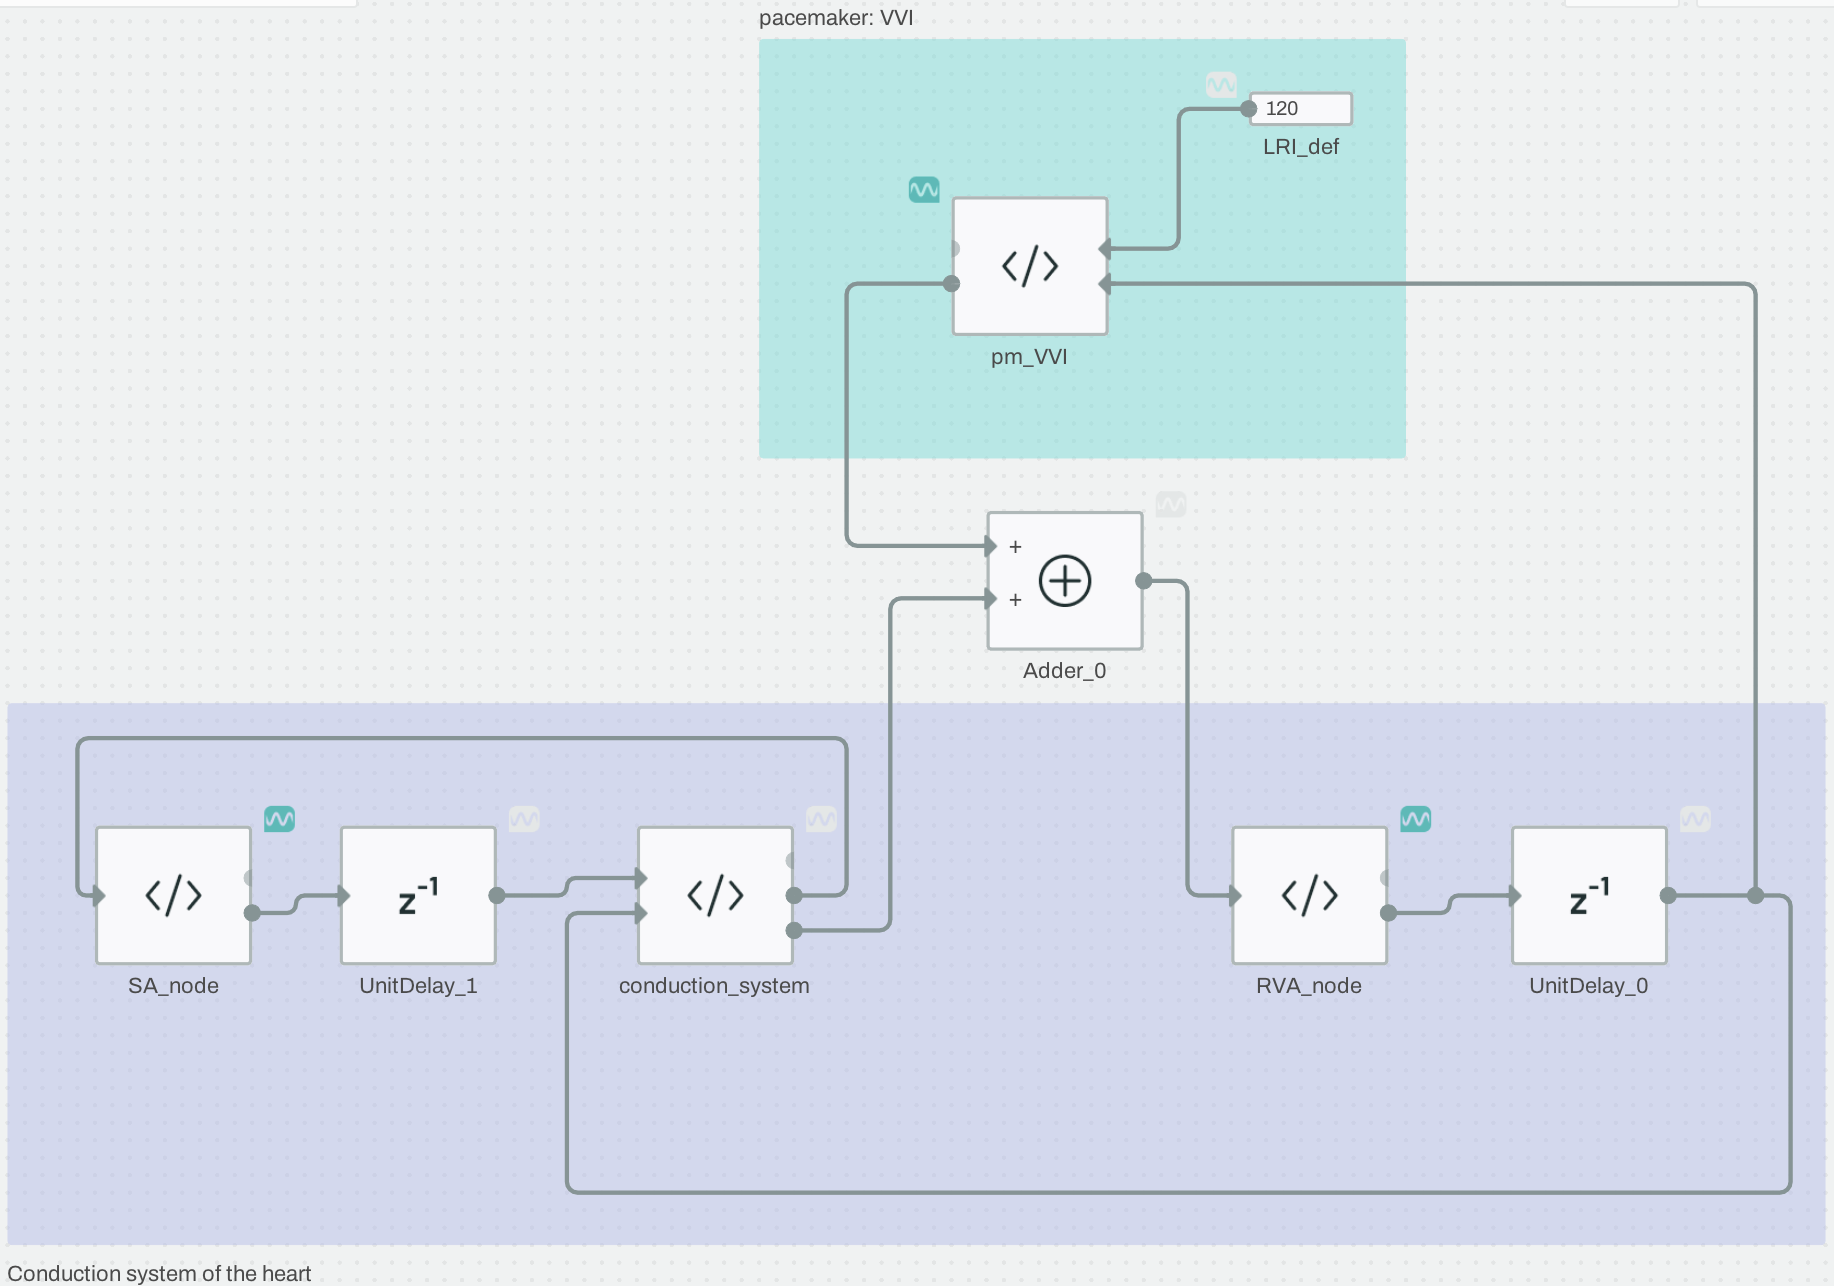 pacemaker: VVI
120
LRI_def
</>
pm_VVI
+
+
Adder_0
</>
z-1
</>
</>
z-1
SA_node
UnitDelay_1
conduction_system
RVA_node
UnitDelay_0
Conduction system of the heart